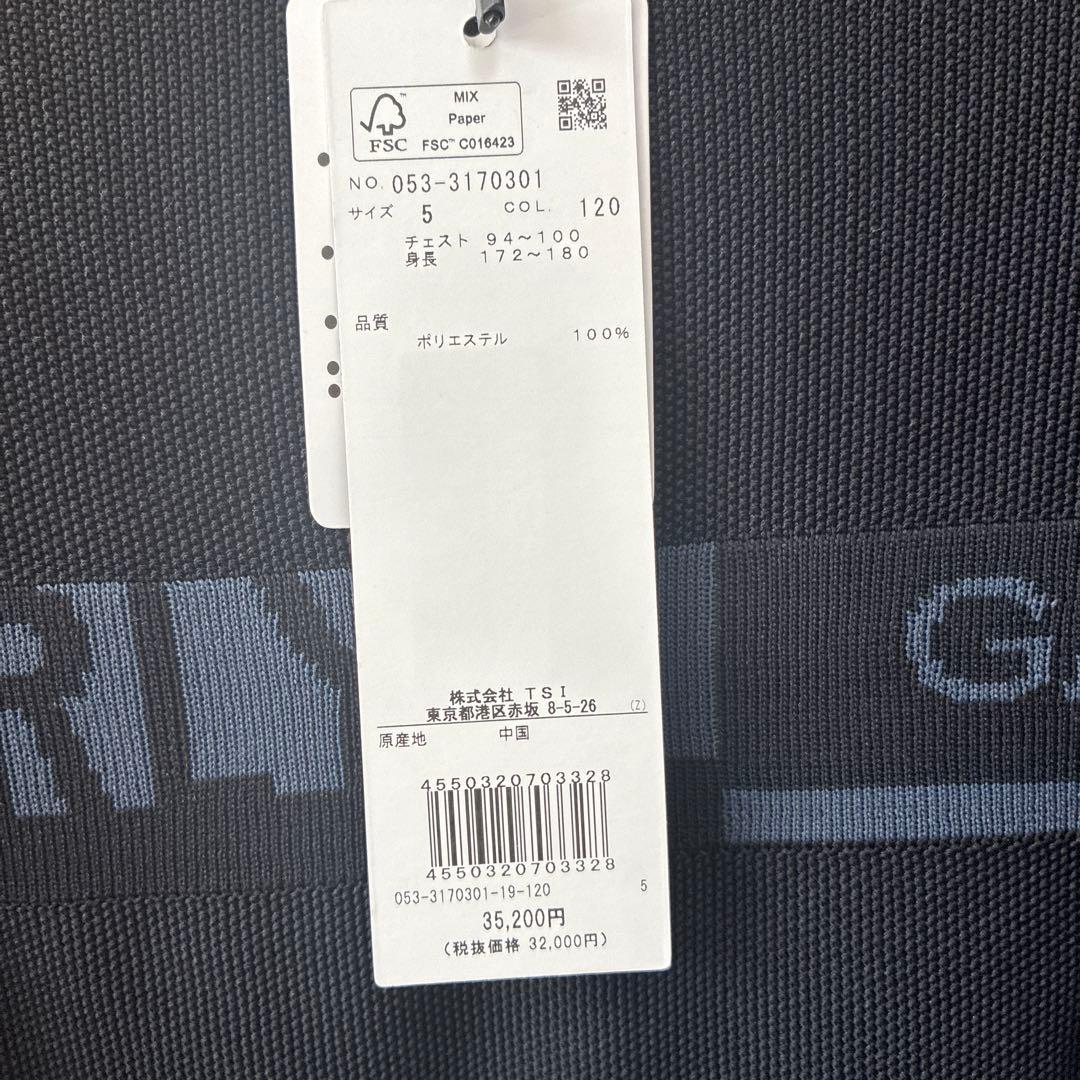 MIX
Paper
FSC
FSC™ C016423
NO. 053-3170301
サイズ 5 COL. 120
チェスト 94〜100
身長 172〜180
品質
ポリエステル 100%
株式会社 TSI
東京都港区赤坂 8-5-26 (Z)
原産地 中国
4550320703328
4550320703328
053-3170301-19-120 5
35,200円
(税抜価格 32,000円)
G